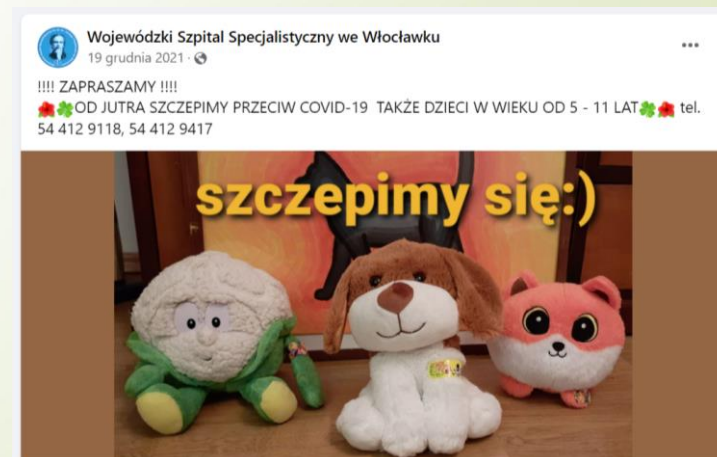 Wojewódzki Szpital Specjalistyczny we Włocławku
19 grudnia 2021 ·
!!!! ZAPRASZAMY !!!!
🌺🍀OD JUTRA SZCZEPIMY PRZECIW COVID-19 TAKŻE DZIECI W WIEKU OD 5 - 11 LAT🍀🌺 tel.
54 412 9118, 54 412 9417
szczepimy się:)